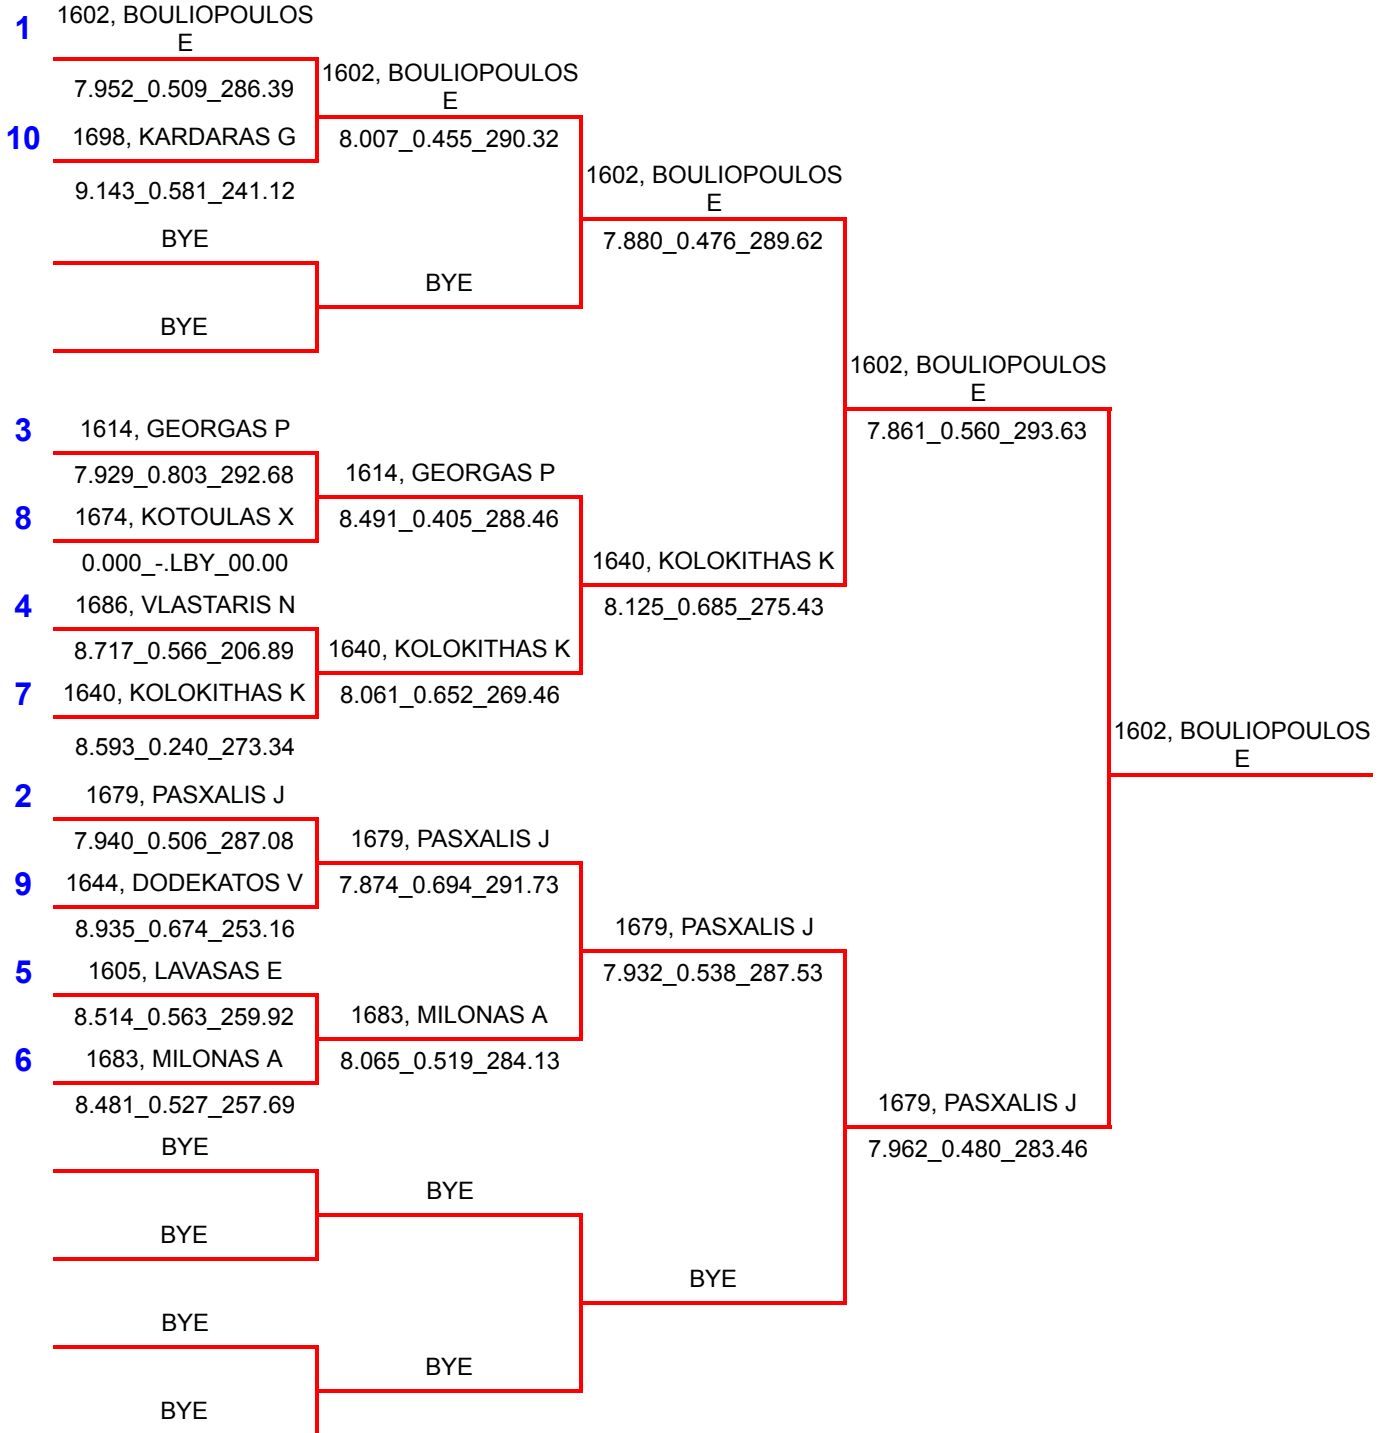 1
1602, BOULIOPOULOS
E
7.952_0.509_286.39
10
1698, KARDARAS G
9.143_0.581_241.12
BYE
BYE
3
1614, GEORGAS P
7.929_0.803_292.68
8
1674, KOTOULAS X
0.000_-.LBY_00.00
4
1686, VLASTARIS N
8.717_0.566_206.89
7
1640, KOLOKITHAS K
8.593_0.240_273.34
2
1679, PASXALIS J
7.940_0.506_287.08
9
1644, DODEKATOS V
8.935_0.674_253.16
5
1605, LAVASAS E
8.514_0.563_259.92
6
1683, MILONAS A
8.481_0.527_257.69
BYE
BYE
BYE
BYE
1602, BOULIOPOULOS
E
8.007_0.455_290.32
BYE
1614, GEORGAS P
8.491_0.405_288.46
1640, KOLOKITHAS K
8.061_0.652_269.46
1679, PASXALIS J
7.874_0.694_291.73
1683, MILONAS A
8.065_0.519_284.13
BYE
BYE
1602, BOULIOPOULOS
E
7.880_0.476_289.62
1640, KOLOKITHAS K
8.125_0.685_275.43
1679, PASXALIS J
7.932_0.538_287.53
BYE
1602, BOULIOPOULOS
E
7.861_0.560_293.63
1679, PASXALIS J
7.962_0.480_283.46
1602, BOULIOPOULOS
E